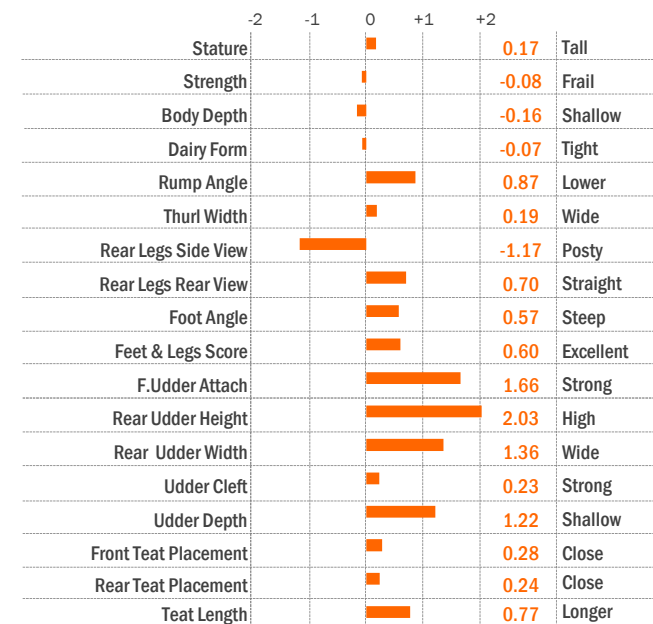 -2 -1 0 +1 +2
Stature 0.17 Tall
Strength -0.08 Frail
Body Depth -0.16 Shallow
Dairy Form -0.07 Tight
Rump Angle 0.87 Lower
Thurl Width 0.19 Wide
Rear Legs Side View -1.17 Posty
Rear Legs Rear View 0.70 Straight
Foot Angle 0.57 Steep
Feet & Legs Score 0.60 Excellent
F.Udder Attach 1.66 Strong
Rear Udder Height 2.03 High
Rear Udder Width 1.36 Wide
Udder Cleft 0.23 Strong
Udder Depth 1.22 Shallow
Front Teat Placement 0.28 Close
Rear Teat Placement 0.24 Close
Teat Length 0.77 Longer